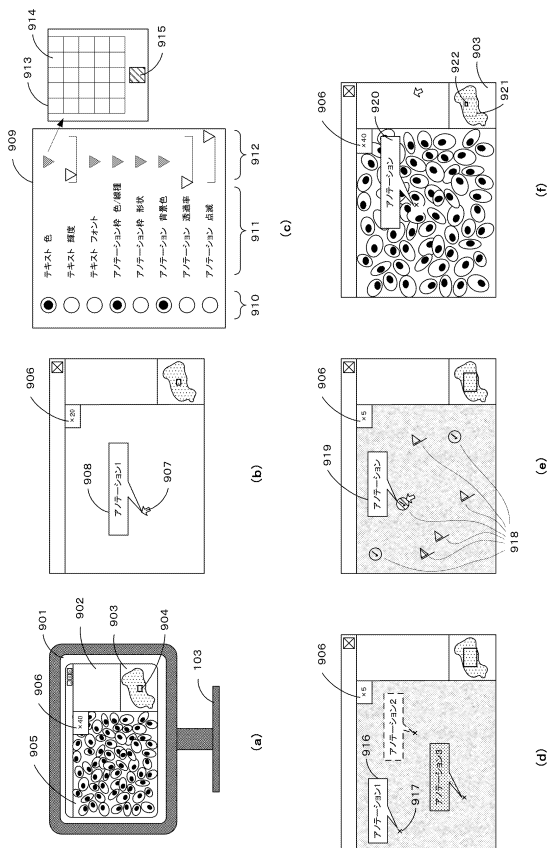 901
902
903
904
905
906
×40
103
(a)
906
×20
908
アノテーション1
907
(b)
909
テキスト 色
テキスト 輝度
テキスト フォント
アノテーション枠 色/線種
アノテーション枠 形状
アノテーション 背景色
アノテーション 透過率
アノテーション 点滅
910
911
912
913
914
915
(c)
906
×5
916
アノテーション1
917
アノテーション2
アノテーション3
(d)
906
×5
919
アノテーション
918
(e)
906
×40
920
アノテーション
922
903
921
(f)